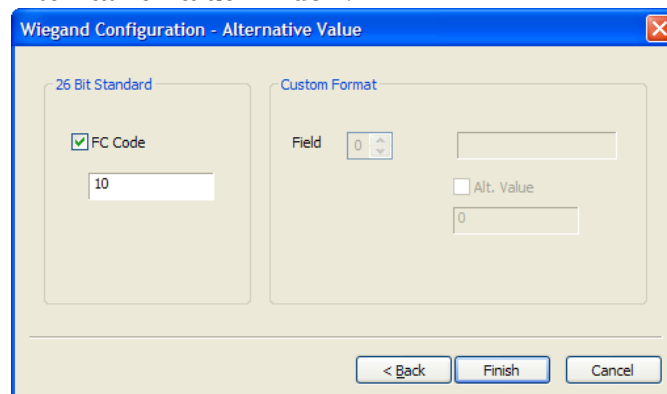 Wiegand Configuration - Alternative Value
26 Bit Standard
FC Code
10
Custom Format
Field
0
Alt. Value
0
< Back
Finish
Cancel